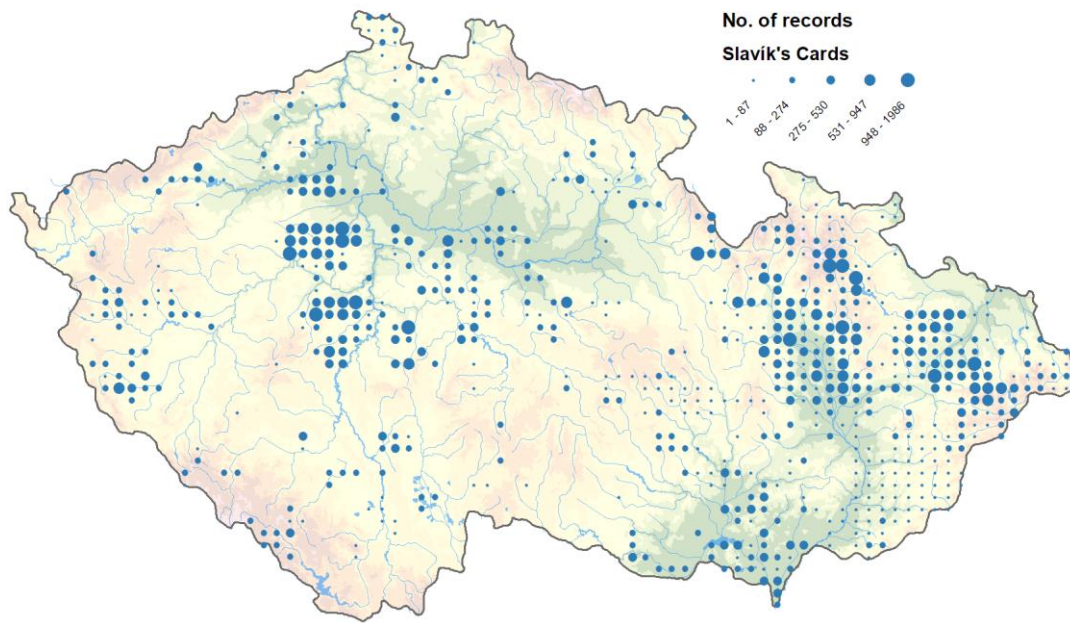 No. of records
Slavík's Cards
1 - 87
88 - 274
275 - 530
531 - 947
948 - 1986